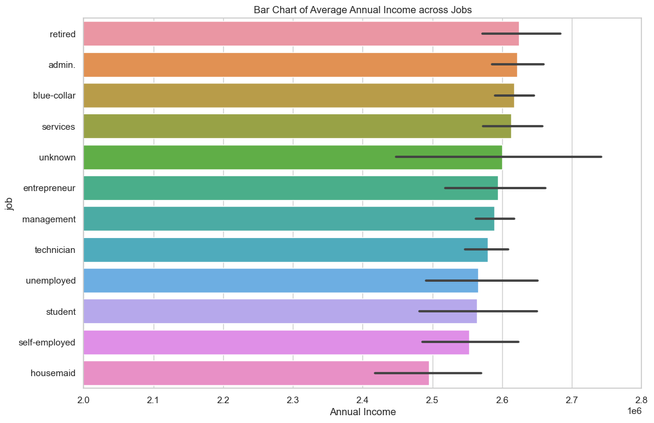 Bar Chart of Average Annual Income across Jobs
retired
admin.
blue-collar
services
unknown
entrepreneur
management
technician
unemployed
student
self-employed
housemaid
job
2.0 2.1 2.2 2.3 2.4 2.5 2.6 2.7 2.8
1e6
Annual Income